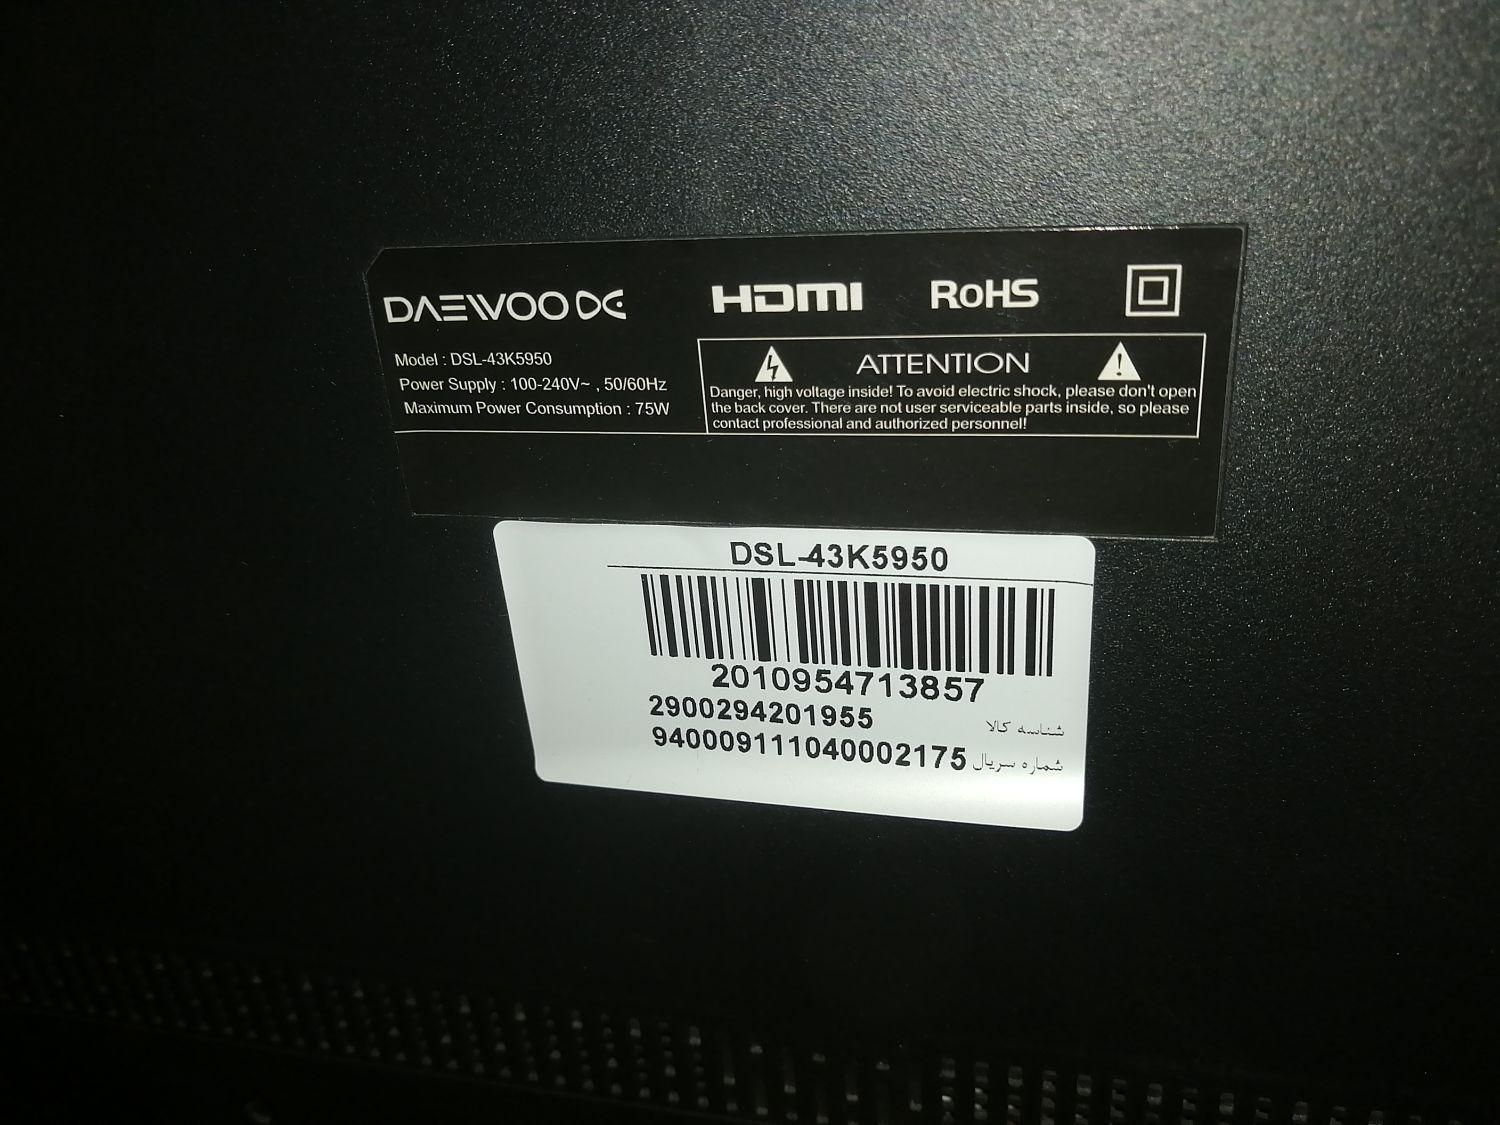 DAEWOO
HDMI
RoHS
Model : DSL-43K5950
Power Supply : 100-240V~ , 50/60Hz
Maximum Power Consumption : 75W
ATTENTION
Danger, high voltage inside! To avoid electric shock, please don't open
the back cover. There are not user serviceable parts inside, so please
contact professional and authorized personnel!
DSL-43K5950
2010954713857
2900294201955 شناسه کالا
940009111040002175 شماره سریال